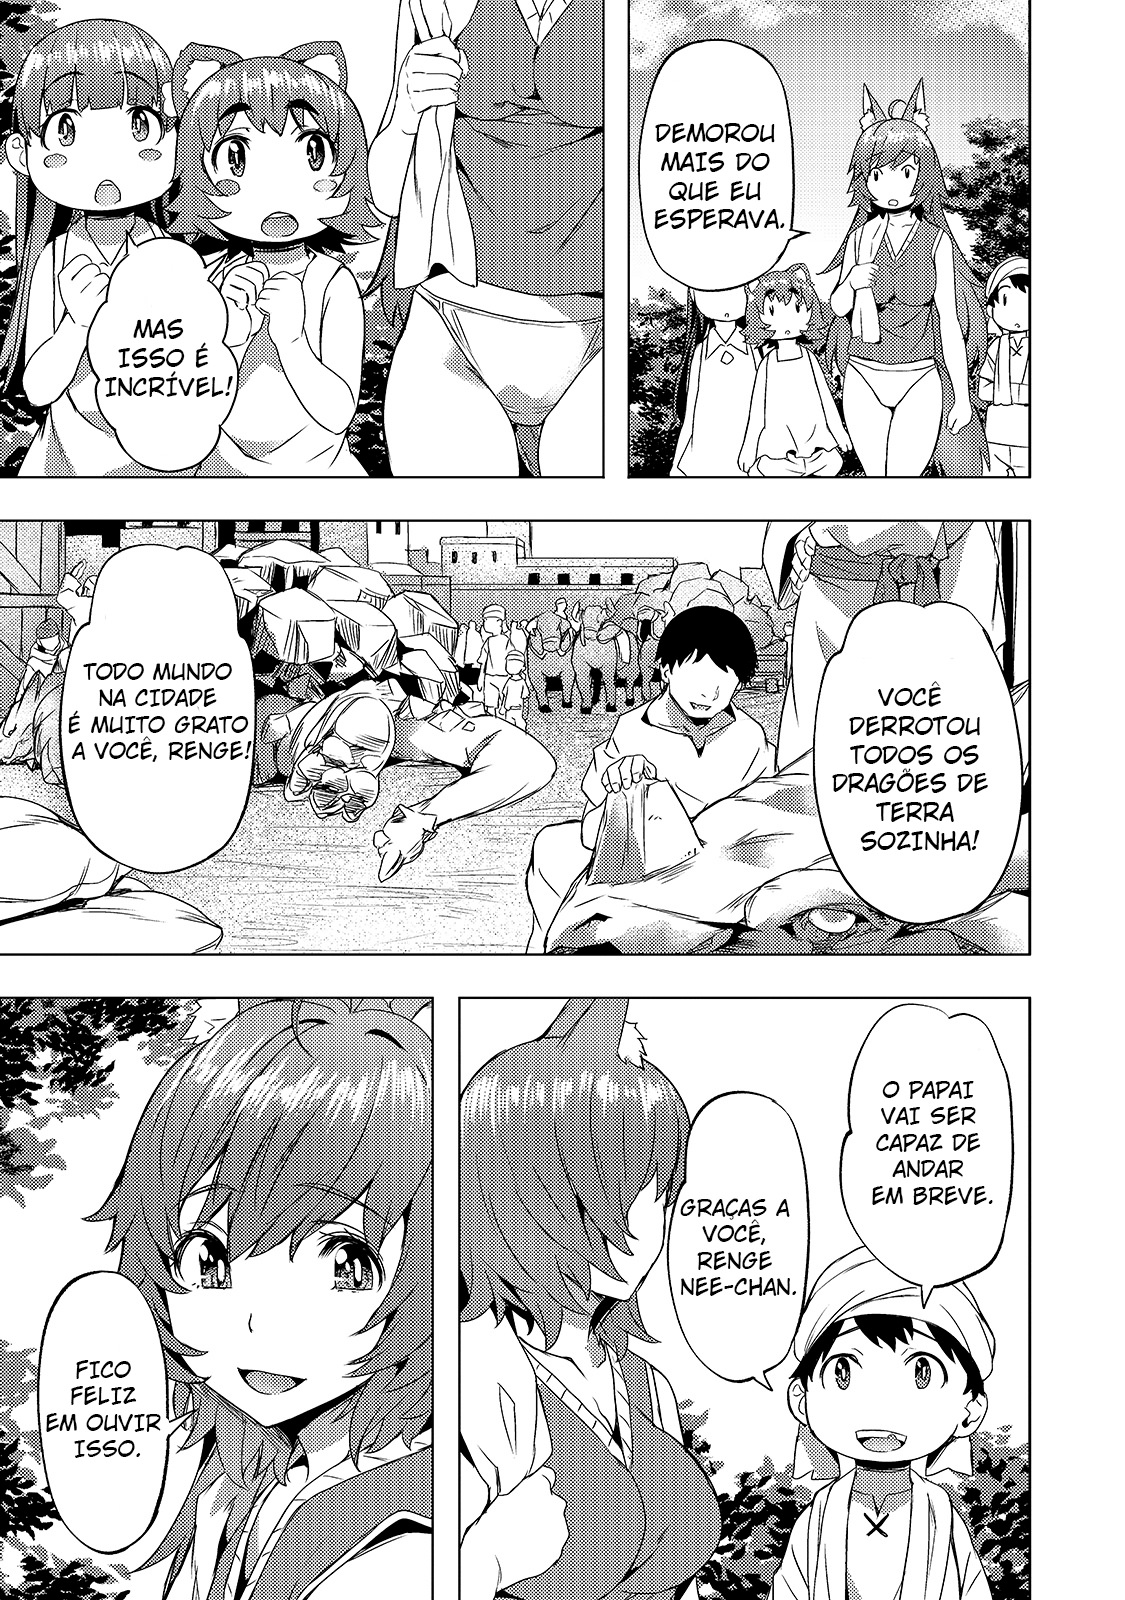 DEMOROU
MAIS DO
QUE EU
ESPERAVA.
MAS
ISSO É
INCRÍVEL!
VOCÊ
DERROTOU
TODOS OS
DRAGÕES DE
TERRA
SOZINHA!
TODO MUNDO
NA CIDADE
É MUITO GRATO
A VOCÊ, RENGE!
O PAPAI
VAI SER
CAPAZ DE
ANDAR
EM BREVE.
GRAÇAS A
VOCÊ,
RENGE
NEE-CHAN.
FICO
FELIZ
EM OUVIR
ISSO.